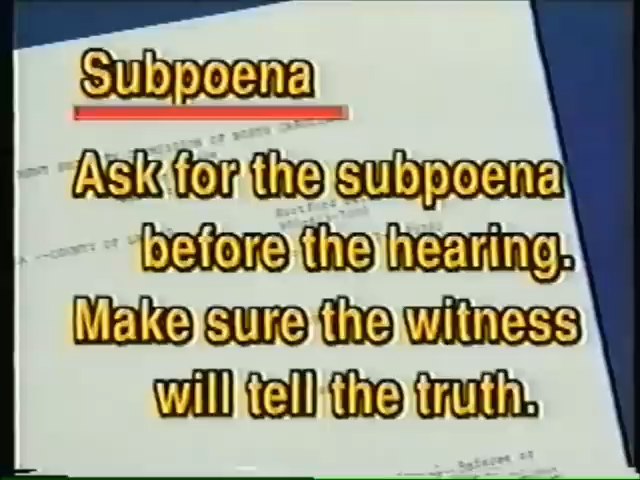 Subpoena
Ask for the subpoena
before the hearing.
Make sure the witness
will tell the truth.